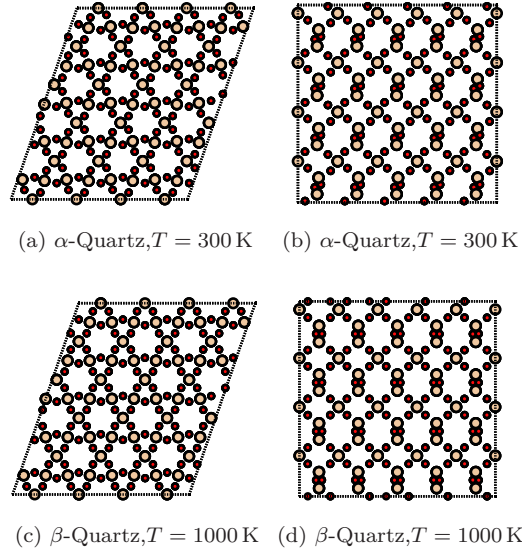 (a) α-Quartz,T = 300 K (b) α-Quartz,T = 300 K
(c) β-Quartz,T = 1000 K (d) β-Quartz,T = 1000 K